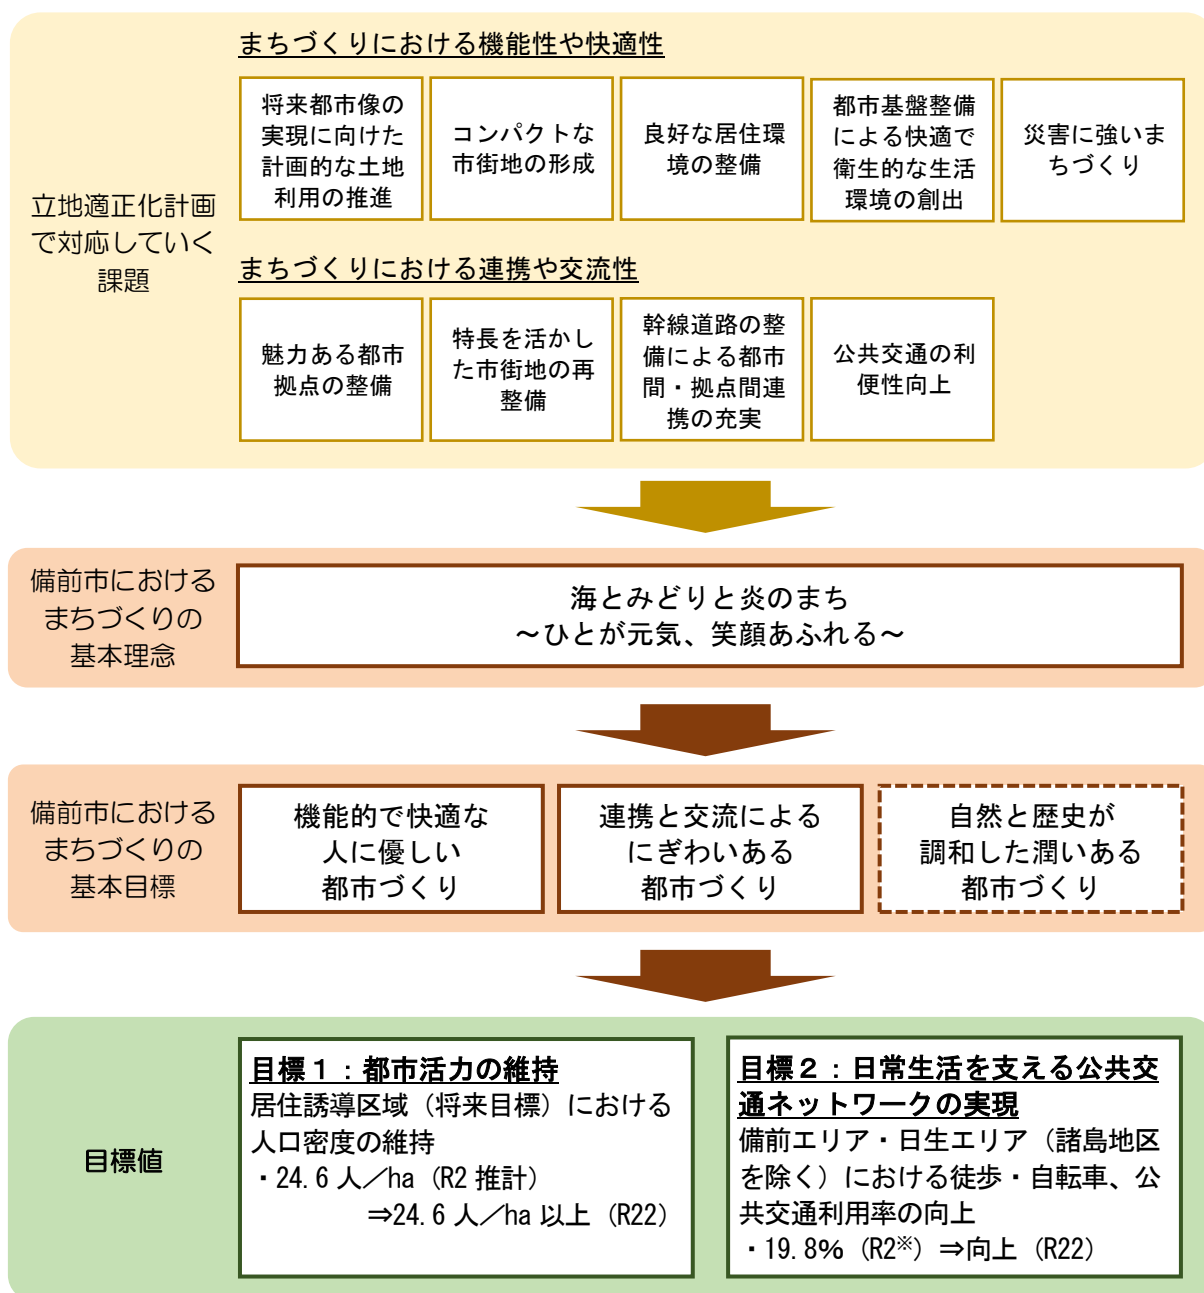 まちづくりにおける機能性や快適性
将来都市像の
実現に向けた
計画的な土地
利用の推進
コンパクトな
市街地の形成
良好な居住環
境の整備
都市基盤整備
による快適で
衛生的な生活
環境の創出
災害に強いま
ちづくり
立地適正化計画
で対応していく
課題
まちづくりにおける連携や交流性
魅力ある都市
拠点の整備
特長を活かし
た市街地の再
整備
幹線道路の整
備による都市
間・拠点間連
携の充実
公共交通の利
便性向上
備前市における
まちづくりの
基本理念
海とみどりと炎のまち
～ひとが元気、笑顔あふれる～
備前市における
まちづくりの
基本目標
機能的で快適な
人に優しい
都市づくり
連携と交流による
にぎわいある
都市づくり
自然と歴史が
調和した潤いある
都市づくり
目標値
目標１：都市活力の維持
居住誘導区域（将来目標）における
人口密度の維持
・24.6 人／ha（R2 推計）
⇒24.6 人／ha 以上（R22）
目標２：日常生活を支える公共交
通ネットワークの実現
備前エリア・日生エリア（諸島地区
を除く）における徒歩・自転車、公
共交通利用率の向上
・19.8%（R2※）⇒向上（R22）